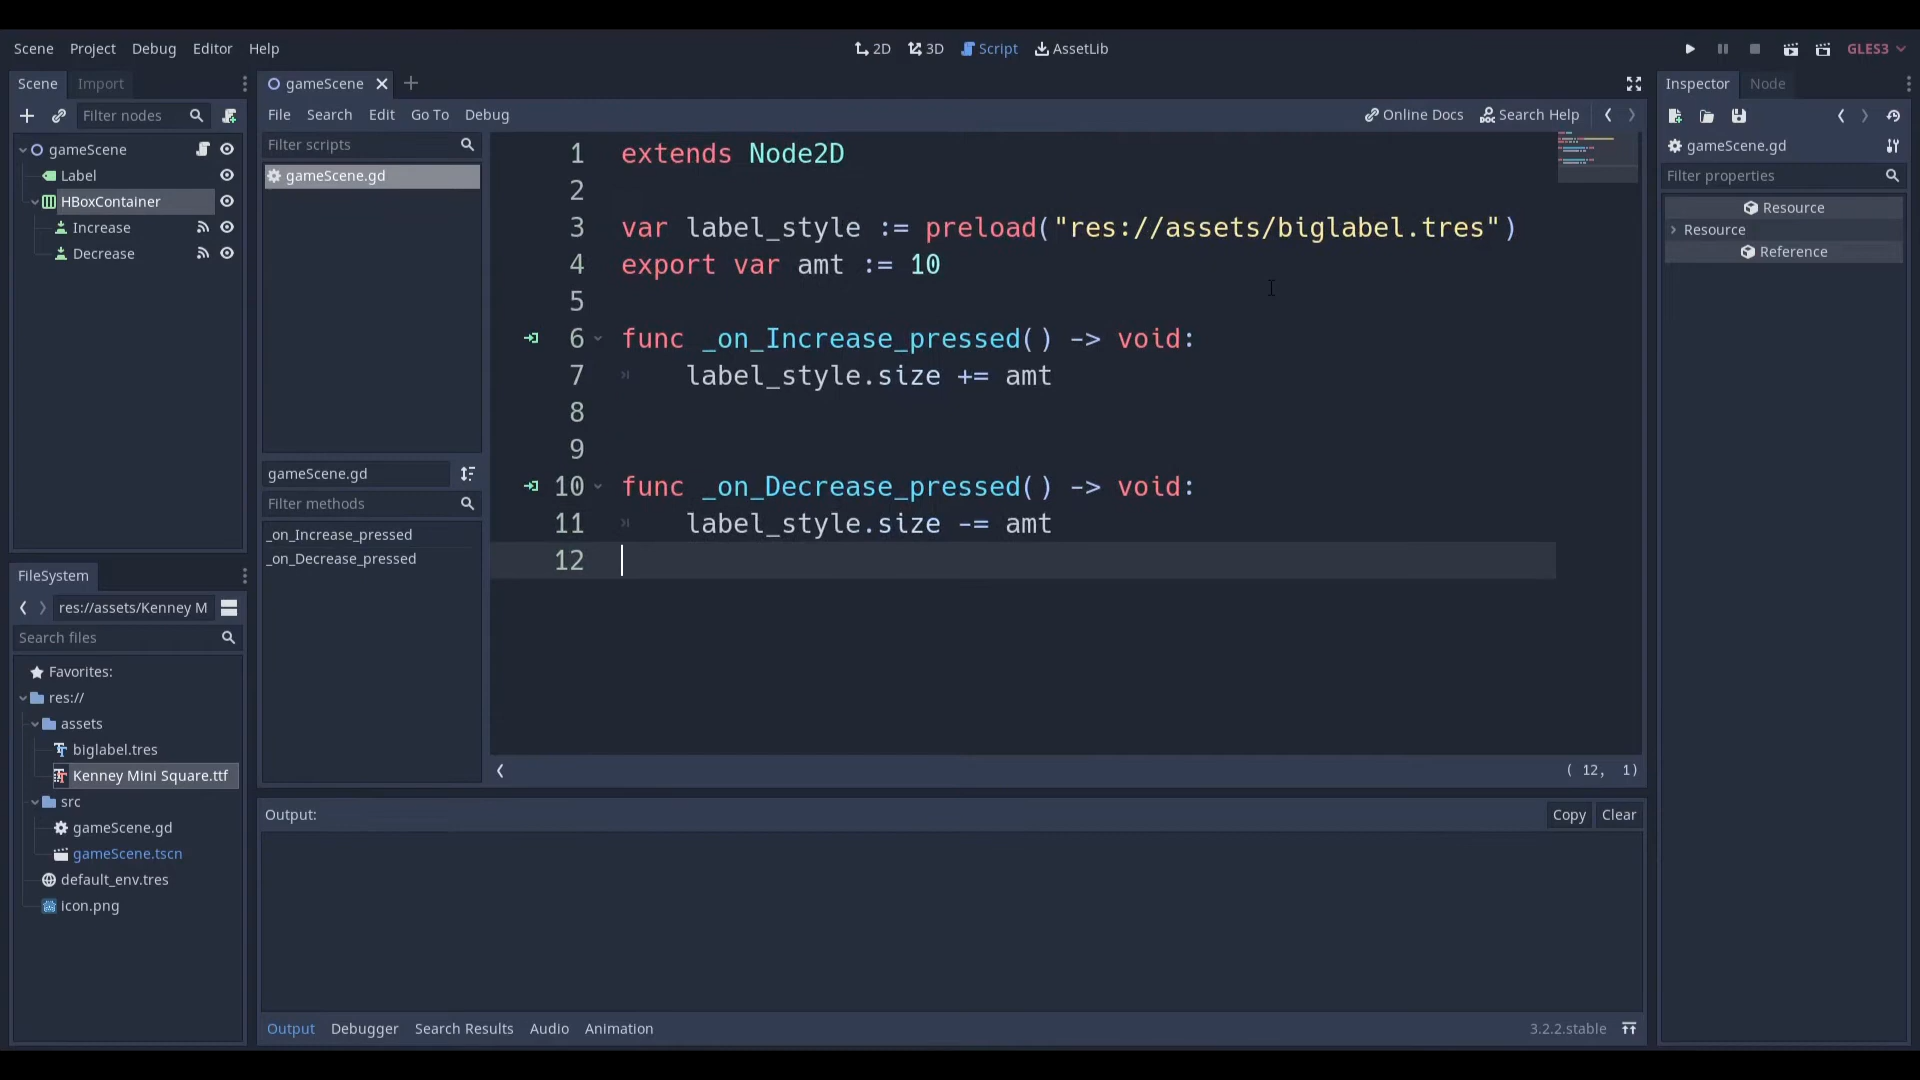 Scene Project Debug Editor Help
2D 3D Script AssetLib
GLES3
Scene Import
Filter nodes
gameScene
Label
HBoxContainer
Increase
Decrease
FileSystem
res://assets/Kenney M
Search files
Favorites:
res://
assets
biglabel.tres
Kenney Mini Square.ttf
src
gameScene.gd
gameScene.tscn
default_env.tres
icon.png
gameScene
File Search Edit Go To Debug
Online Docs Search Help
Filter scripts
gameScene.gd
gameScene.gd
Filter methods
_on_Increase_pressed
_on_Decrease_pressed
1 extends Node2D
2
3 var label_style := preload("res://assets/biglabel.tres")
4 export var amt := 10
5
6 func _on_Increase_pressed() -> void:
7 label_style.size += amt
8
9
10 func _on_Decrease_pressed() -> void:
11 label_style.size -= amt
12
( 12, 1)
Output:
Copy Clear
Output Debugger Search Results Audio Animation
3.2.2.stable
Inspector Node
gameScene.gd
Filter properties
Resource
Resource
Reference